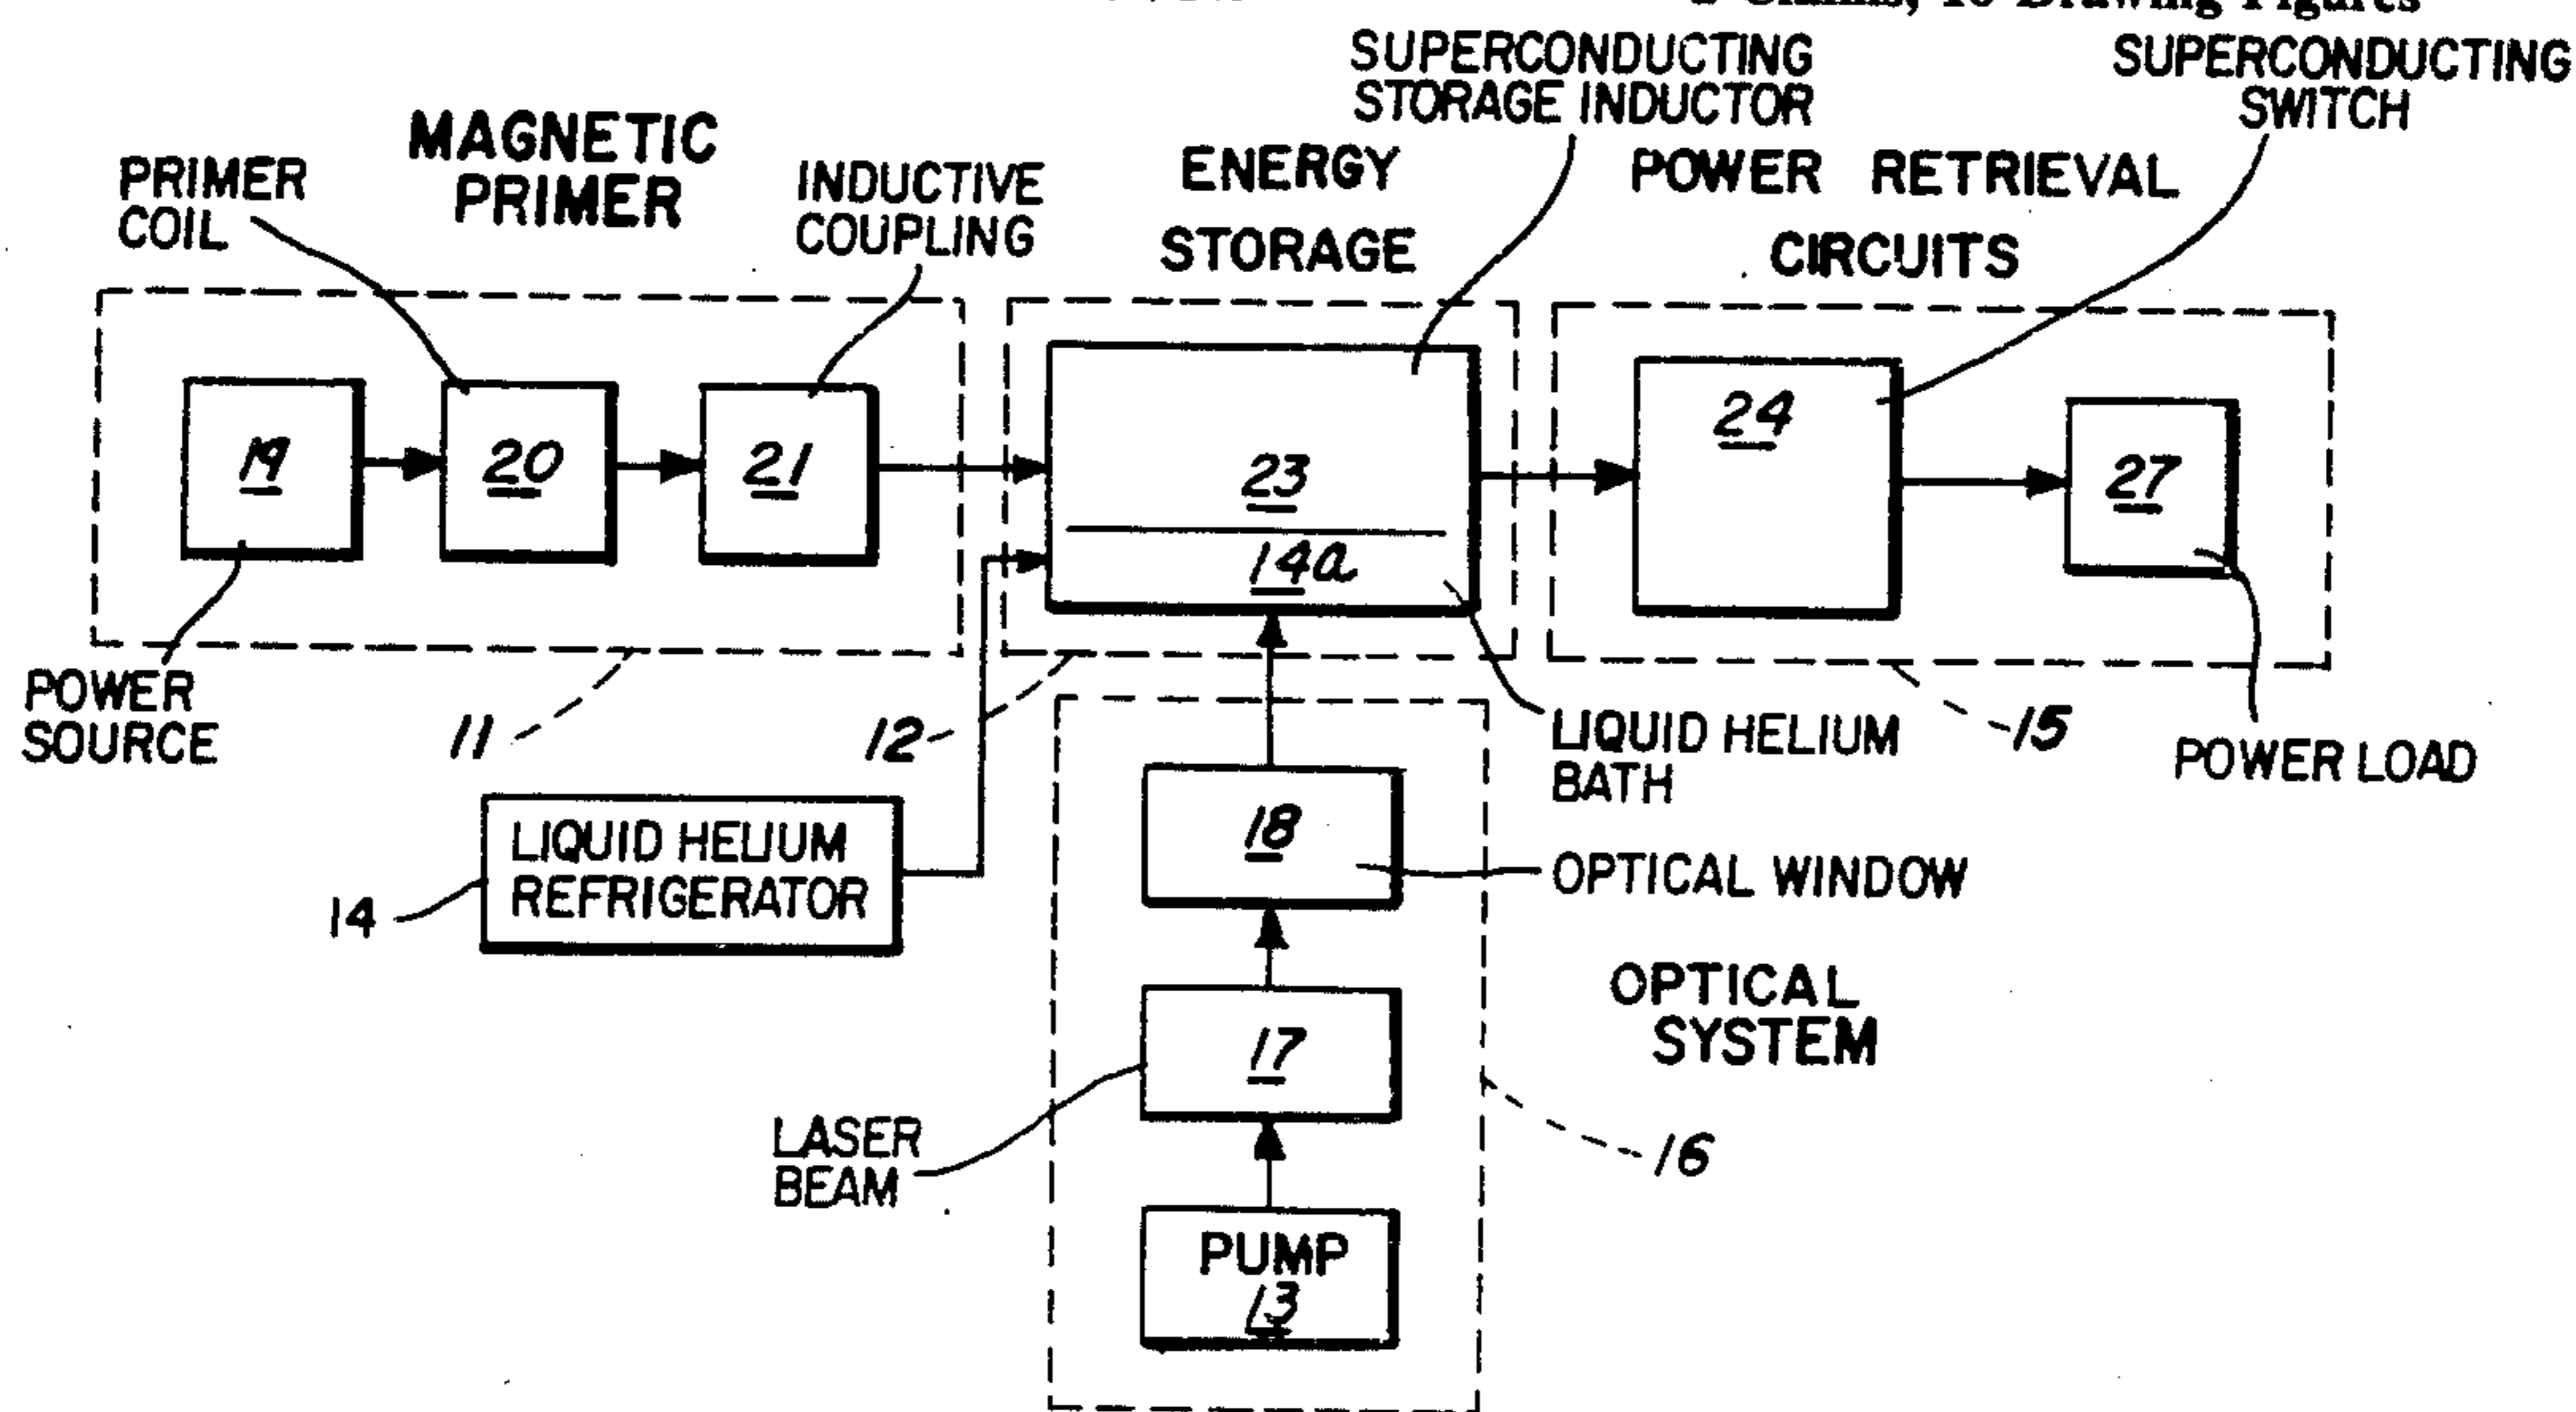 Drawing Figures
SUPERCONDUCTING
STORAGE INDUCTOR
SUPERCONDUCTING
SWITCH
MAGNETIC
PRIMER
PRIMER
COIL
INDUCTIVE
COUPLING
ENERGY
STORAGE
POWER RETRIEVAL
CIRCUITS
19
20
21
23
14a
24
27
POWER
SOURCE
11
12
15
LIQUID HELIUM
BATH
POWER LOAD
LIQUID HELIUM
REFRIGERATOR
14
18
OPTICAL WINDOW
OPTICAL
SYSTEM
17
LASER
BEAM
16
PUMP
13